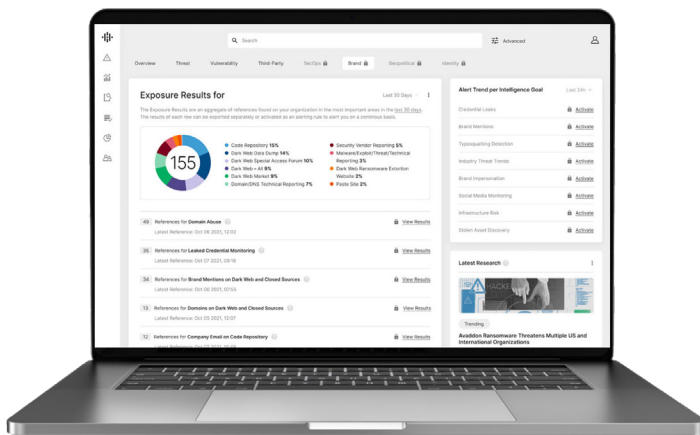 Search
Advanced
Overview Threat Vulnerability Third-Party SecOps Brand Geopolitical Identity
Exposure Results for
Last 30 Days
The Exposure Results are an aggregate of references found on your organization in the most important areas in the last 30 days.
The results of each row can be exported separately or activated as an alerting rule to alert you on a continous basis.
155
Code Repository 15%
Dark Web Data Dump 14%
Dark Web Special Access Forum 10%
Dark Web - All 9%
Dark Web Market 9%
Domain/DNS Technical Reporting 7%
Security Vendor Reporting 5%
Malware/Exploit/Threat/Technical
Reporting 3%
Dark Web Ransomware Extortion
Website 2%
Paste Site 2%
49 References for Domain Abuse View Results
Latest Reference: Oct 06 2021, 12:02
35 References for Leaked Credential Monitoring View Results
Latest Reference: Oct 07 2021, 09:18
34 References for Brand Mentions on Dark Web and Closed Sources View Results
Latest Reference: Oct 06 2021, 07:55
13 References for Domains on Dark Web and Closed Sources View Results
Latest Reference: Oct 05 2021, 12:07
12 References for Company Email on Code Repository View Results
Alert Trend per Intelligence Goal Last 24h
Credential Leaks Activate
Brand Mentions Activate
Typosquatting Detection Activate
Industry Threat Trends Activate
Brand Impersonation Activate
Social Media Monitoring Activate
Infrastructure Risk Activate
Stolen Asset Discovery Activate
Latest Research
HACKE
Trending
Avaddon Ransomware Threatens Multiple US and
International Organizations